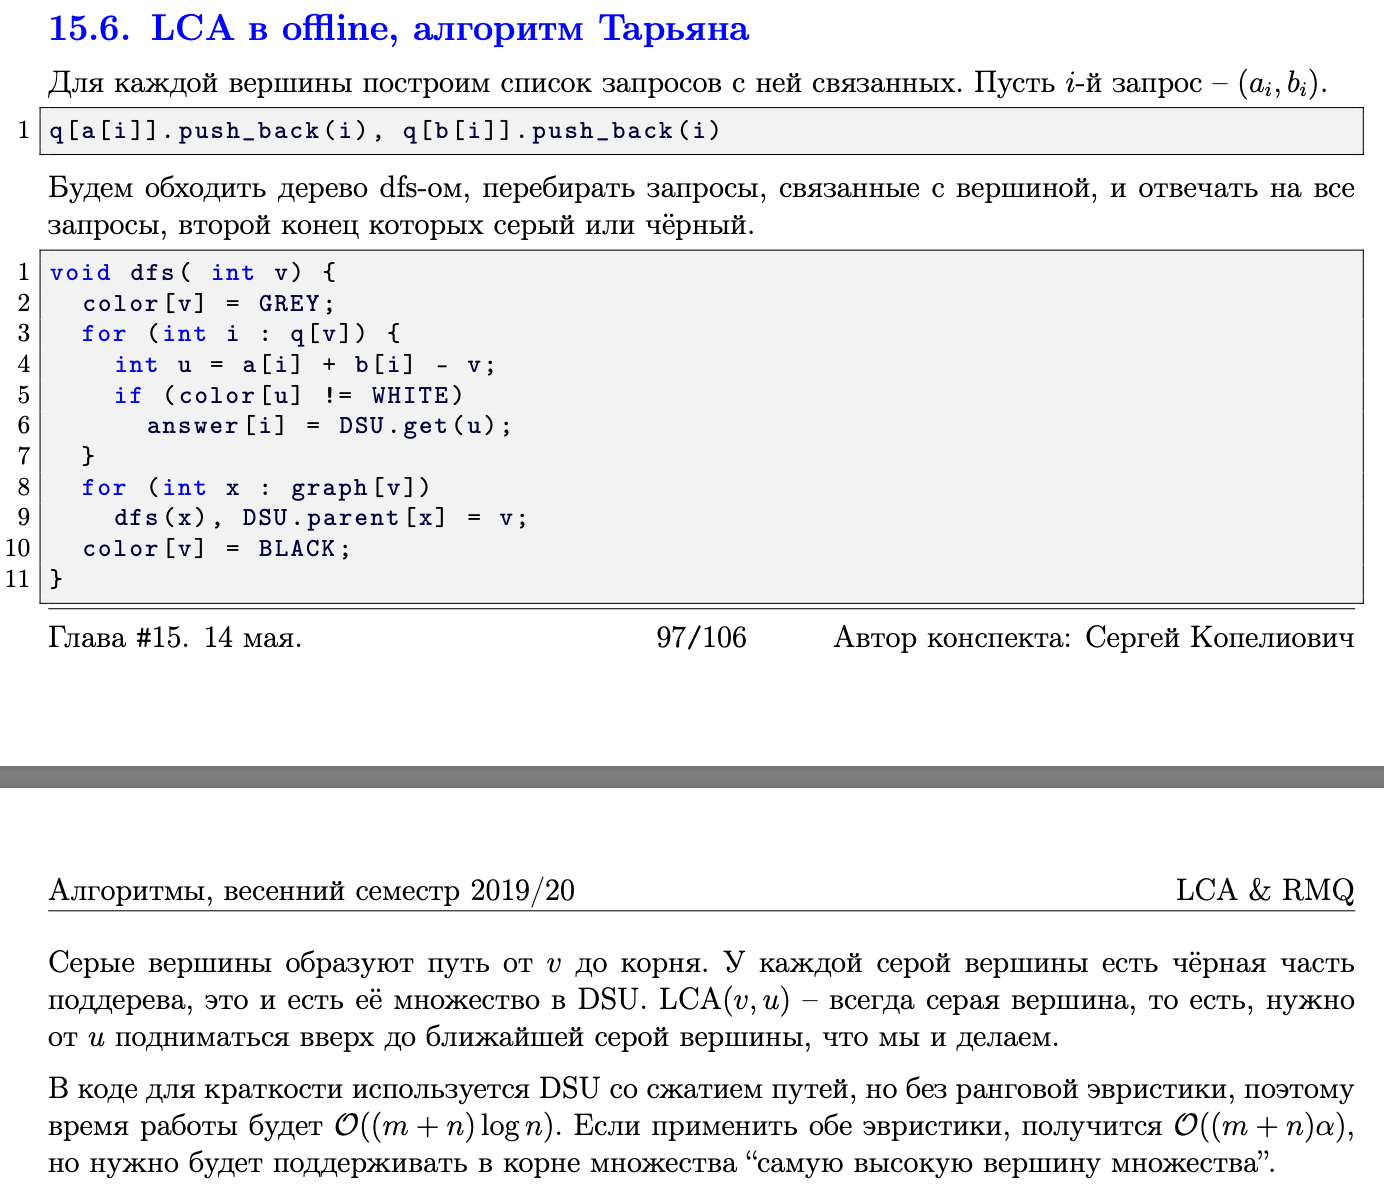 15.6. LCA в offline, алгоритм Тарьяна
Для каждой вершины построим список запросов с ней связанных. Пусть i-й запрос – (aᵢ, bᵢ).
1 q[a[i]].push_back(i), q[b[i]].push_back(i)
Будем обходить дерево dfs-ом, перебирать запросы, связанные с вершиной, и отвечать на все
запросы, второй конец которых серый или чёрный.
1 void dfs( int v) {
2   color[v] = GREY;
3   for (int i : q[v]) {
4     int u = a[i] + b[i] - v;
5     if (color[u] != WHITE)
6       answer[i] = DSU.get(u);
7   }
8   for (int x : graph[v])
9     dfs(x), DSU.parent[x] = v;
10   color[v] = BLACK;
11 }
Глава #15. 14 мая. 97/106 Автор конспекта: Сергей Копелиович
Алгоритмы, весенний семестр 2019/20 LCA & RMQ
Серые вершины образуют путь от v до корня. У каждой серой вершины есть чёрная часть
поддерева, это и есть её множество в DSU. LCA(v, u) – всегда серая вершина, то есть, нужно
от u подниматься вверх до ближайшей серой вершины, что мы и делаем.
В коде для краткости используется DSU со сжатием путей, но без ранговой эвристики, поэтому
время работы будет 𝒪((m + n) log n). Если применить обе эвристики, получится 𝒪((m + n)α),
но нужно будет поддерживать в корне множества “самую высокую вершину множества”.